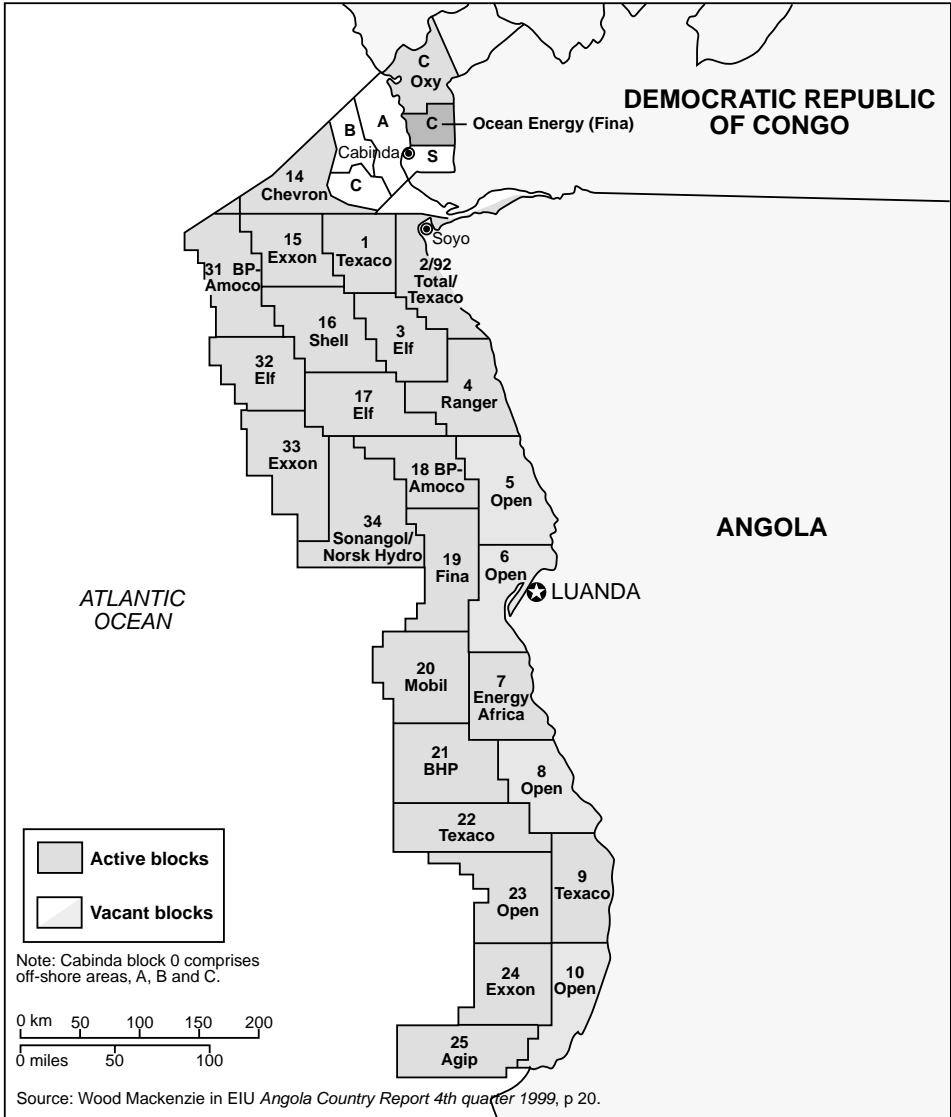 C
Oxy
DEMOCRATIC REPUBLIC
OF CONGO
A
B
C
Ocean Energy (Fina)
Cabinda
S
C
14
Chevron
Soyo
15
Exxon
1
Texaco
2/92
Total/
Texaco
31 BP-
Amoco
16
Shell
3
Elf
32
Elf
17
Elf
4
Ranger
33
Exxon
18 BP-
Amoco
5
Open
34
Sonangol/
Norsk Hydro
ANGOLA
19
Fina
6
Open
LUANDA
ATLANTIC
OCEAN
20
Mobil
7
Energy
Africa
21
BHP
8
Open
22
Texaco
Active blocks
Vacant blocks
23
Open
9
Texaco
Note: Cabinda block 0 comprises
off-shore areas, A, B and C.
24
Exxon
10
Open
0 km 50 100 150 200
0 miles 50 100
25
Agip
Source: Wood Mackenzie in EIU Angola Country Report 4th quarter 1999, p 20.